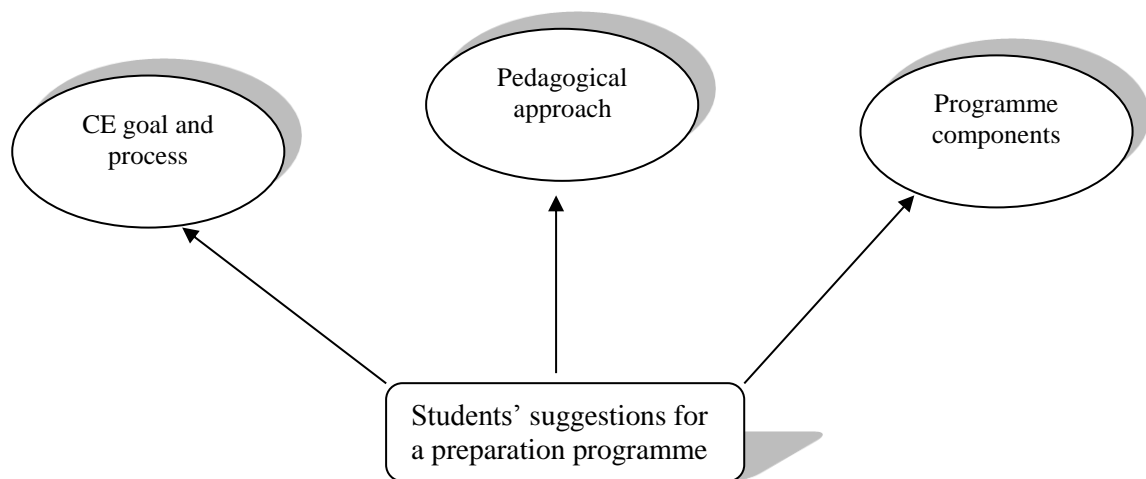 CE goal and
process
Pedagogical
approach
Programme
components
Students’ suggestions for
a preparation programme